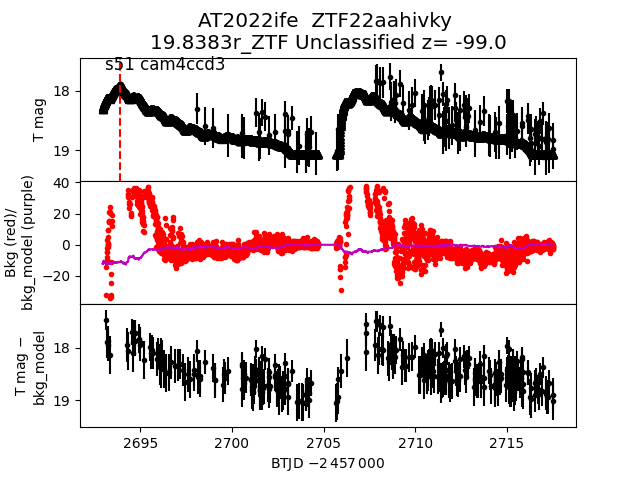 AT2022ife  ZTF22aahivky
19.8383r_ZTF Unclassified z= -99.0
s51 cam4ccd3
T mag
18
19
Bkg (red)/
bkg_model (purple)
40
20
0
−20
T mag −
bkg_model
18
19
2695 2700 2705 2710 2715
BTJD −2 457 000